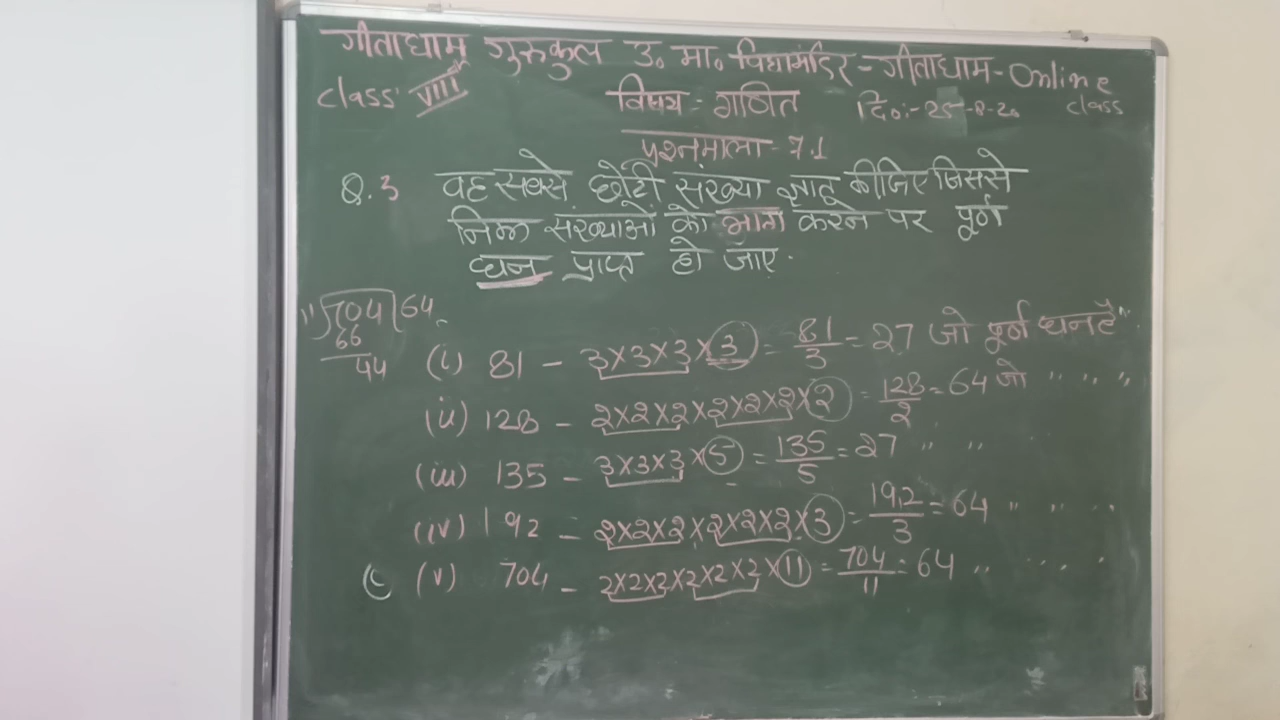 गीताधाम गुरुकुल उ. मा. विद्यामंदिर - गीताधाम - Online class
Class VIII विषय - गणित दि०:- 25-8-20
प्रश्नमाला - 7.1
Q.3 वह सबसे छोटी संख्या ज्ञात कीजिए जिससे
निम्न संख्याओं को भाग करने पर पूर्ण
घन प्राप्त हो जाए.
11)704(64
66
44
(i) 81 - 3×3×3×3 = 81/3 = 27 जो पूर्ण घन है "
(ii) 128 - 2×2×2×2×2×2×2 = 128/2 = 64 जो " " " "
(iii) 135 - 3×3×3×5 = 135/5 = 27 " "
(iv) 192 - 2×2×2×2×2×2×3 = 192/3 = 64 " " "
(v) 704 - 2×2×2×2×2×2×11 = 704/11 = 64 " " "